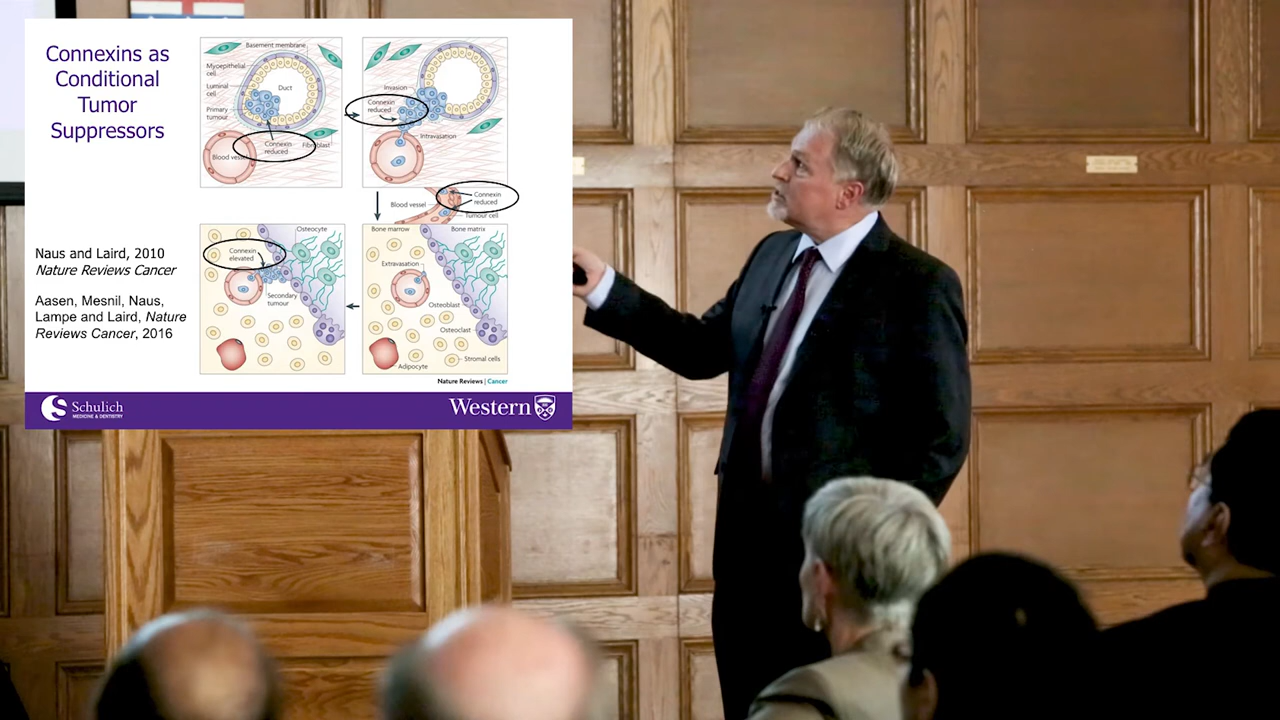 Connexins as
Conditional
Tumor
Suppressors
Naus and Laird, 2010
Nature Reviews Cancer
Aasen, Mesnil, Naus,
Lampe and Laird, Nature
Reviews Cancer, 2016
Basement membrane
Myoepithelial
cell
Luminal
cell
Duct
Primary
tumour
Connexin
reduced
Fibroblast
Blood vessel
Invasion
Connexin
reduced
Intravasation
Blood vessel
Connexin
reduced
Tumour cell
Osteocyte
Connexin
elevated
Secondary
tumour
Bone marrow
Bone matrix
Extravasation
Osteoblast
Osteoclast
Stromal cells
Adipocyte
Nature Reviews | Cancer
Schulich
MEDICINE & DENTISTRY
Western